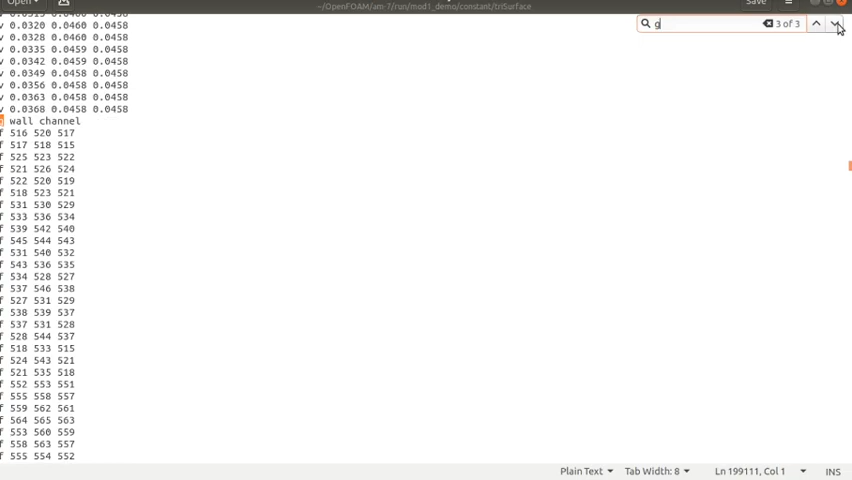 Open
~/OpenFOAM/am-7/run/mod1_demo/constant/triSurface
Save
g
3 of 3
v 0.0313 0.0460 0.0460
v 0.0320 0.0460 0.0458
v 0.0328 0.0460 0.0458
v 0.0335 0.0459 0.0458
v 0.0342 0.0459 0.0458
v 0.0349 0.0458 0.0458
v 0.0356 0.0458 0.0458
v 0.0363 0.0458 0.0458
v 0.0368 0.0458 0.0458
g wall channel
f 516 520 517
f 517 518 515
f 525 523 522
f 521 526 524
f 522 520 519
f 518 523 521
f 531 530 529
f 533 536 534
f 539 542 540
f 545 544 543
f 531 540 532
f 543 536 535
f 534 528 527
f 537 546 538
f 527 531 529
f 538 539 537
f 537 531 528
f 528 544 537
f 518 533 515
f 524 543 521
f 521 535 518
f 552 553 551
f 555 558 557
f 559 562 561
f 564 565 563
f 553 560 559
f 558 563 557
f 555 554 552
Plain Text
Tab Width: 8
Ln 199111, Col 1
INS